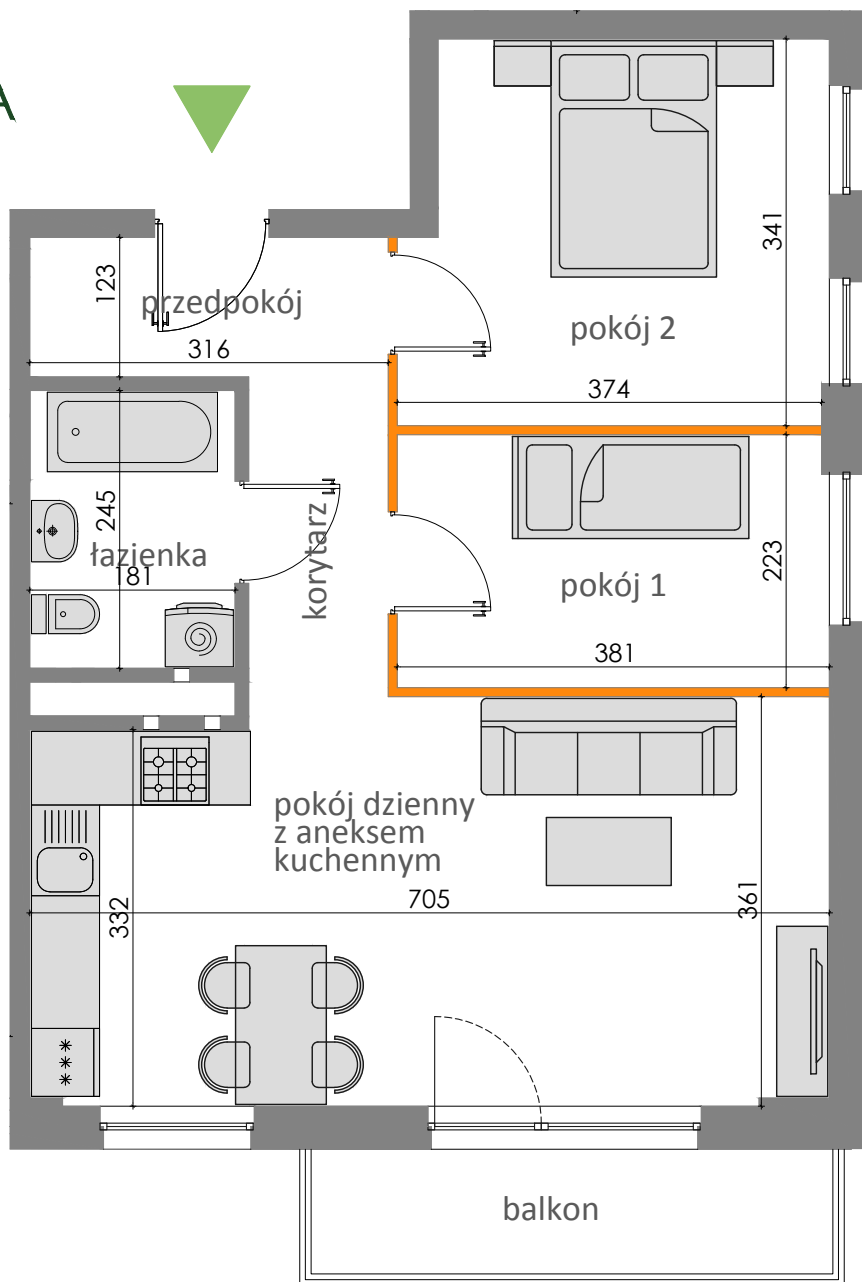 A
341
123
przedpokój
pokój 2
316
374
245
korytarz
łazienka
181
pokój 1
223
381
pokój dzienny
z aneksem
kuchennym
332
705
361
balkon